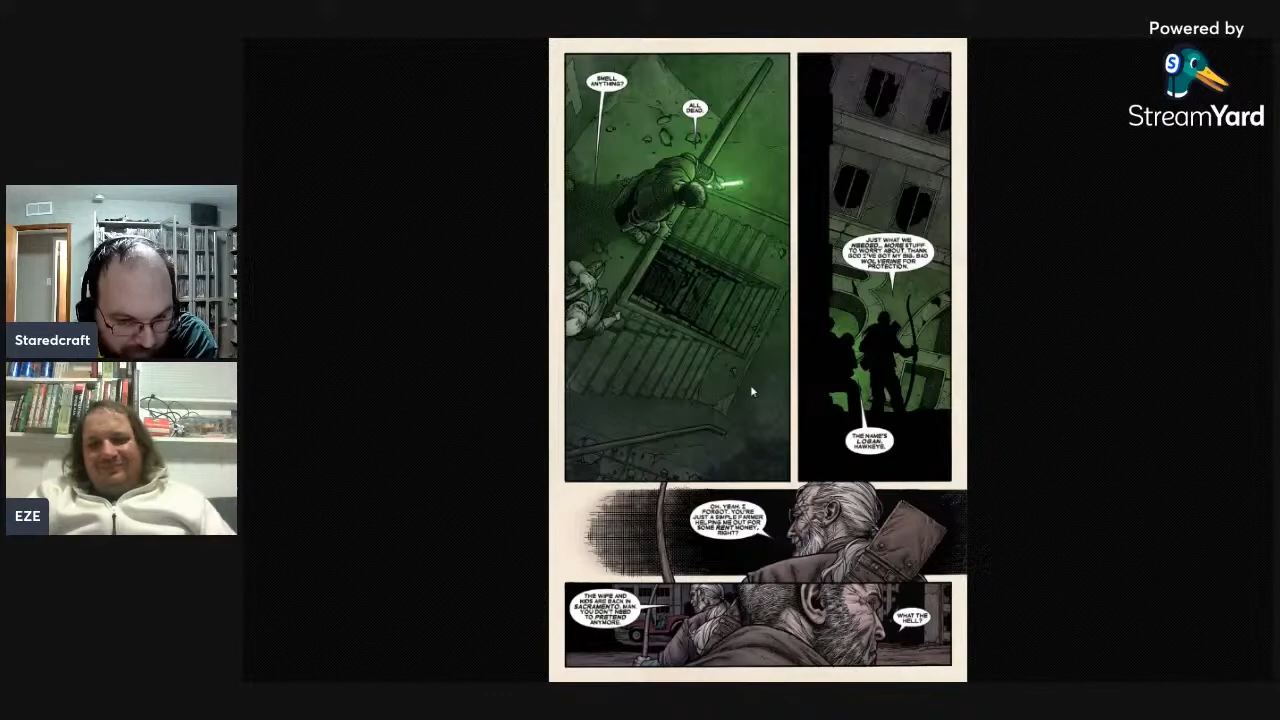 Powered by
S
StreamYard
Staredcraft
EZE
SMELL
ANYTHING?
ALL
DEAD.
JUST WHAT WE
NEEDED... MORE STUFF
TO WORRY ABOUT. THANK
GOD I'VE GOT MY BIG, BAD
WOLVERINE FOR
PROTECTION.
THE NAME'S
LOGAN,
HAWKEYE.
OH, YEAH. I
FORGOT. YOU'RE
JUST A SIMPLE FARMER
HELPING ME OUT FOR
SOME RENT MONEY,
RIGHT?
THE WIFE AND
KIDS ARE BACK IN
SACRAMENTO, MAN.
YOU DON'T NEED
TO PRETEND
ANYMORE.
WHAT THE
HELL?